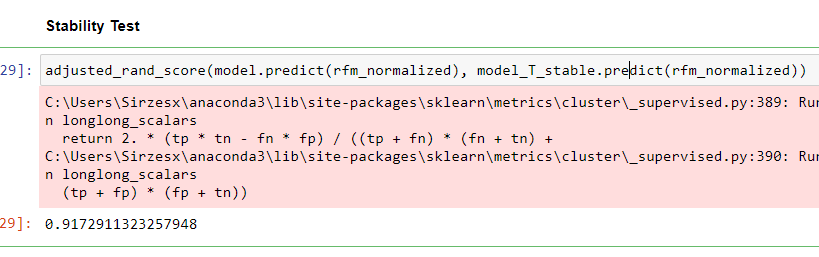 Stability Test
29]: adjusted_rand_score(model.predict(rfm_normalized), model_T_stable.predict(rfm_normalized))
C:\Users\Sirzesx\anaconda3\lib\site-packages\sklearn\metrics\cluster\_supervised.py:389: Run
n longlong_scalars
return 2. * (tp * tn - fn * fp) / ((tp + fn) * (fn + tn) +
C:\Users\Sirzesx\anaconda3\lib\site-packages\sklearn\metrics\cluster\_supervised.py:390: Run
n longlong_scalars
(tp + fp) * (fp + tn))
29]: 0.9172911323257948